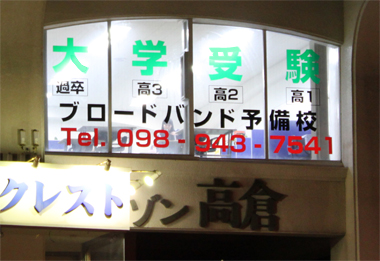 大学受験
過卒 高3 高2 高1
ブロードバンド予備校
Tel. 098-943-7541
クレスト
ゾン高倉